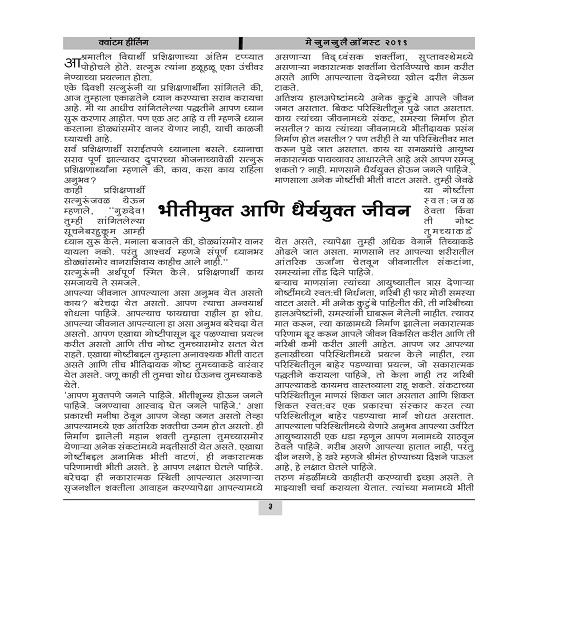 क्वांटम हीलिंग
मे जुनजुलै ऑगस्ट २०१९
आश्रमातील विद्यार्थी प्रशिक्षणाच्या अंतिम टप्प्यात
पोहोचले होते. सत्गुरू त्यांना हळूहळू एका उंचीवर
नेण्याच्या प्रयत्नात होता.
एके दिवशी सत्गुरूंनी या प्रशिक्षणार्थींना सांगितले की,
आज तुम्हाला एकाग्रतेने ध्यान करण्याचा सराव करायचा
आहे. मी या आधीच सांगितलेल्या पद्धतीने आपण ध्यान
सुरू करणार आहोत. पण एक अट आहे व ती म्हणजे ध्यान
करताना डोळ्यांसमोर वानर येणार नाही, याची काळजी
घ्यायची आहे.
सर्व प्रशिक्षणार्थी सराईतपणे ध्यानाला बसले. ध्यानाचा
सराव पूर्ण झाल्यावर दुपारच्या भोजनाच्यावेळी सत्गुरू
प्रशिक्षणार्थ्यांना म्हणाले की, काय, कसा काय राहिला
अनुभव?
काही प्रशिक्षणार्थी
सत्गुरूंजवळ येऊन
म्हणाले, ''गुरुदेव!
तुम्ही सांगितलेल्या
सूचनेबरहुकूम आम्ही
भीतीमुक्त आणि धैर्ययुक्त जीवन
ध्यान सुरू केले. मनाला बजावले की, डोळ्यांसमोर वानर
यायला नको. परंतु आश्चर्य म्हणजे संपूर्ण ध्यानभर
डोळ्यांसमोर वानराशिवाय काहीच आले नाही.''
सत्गुरूंनी अर्थपूर्ण स्मित केले. प्रशिक्षणार्थी काय
समजायचे ते समजले.
आपल्या जीवनात आपल्याला असा अनुभव येत असतो
काय? बरेचदा येत असतो. आपण त्याचा अन्वयार्थ
शोधला पाहिजे. आपल्याच फायद्याचा राहील हा शोध.
आपल्या जीवनात आपल्याला हा असा अनुभव बरेचदा येत
असतो. आपण एखाद्या गोष्टीपासून दूर पळण्याचा प्रयत्न
करीत असतो आणि तीच गोष्ट तुमच्यासमोर सतत येत
राहते. एखाद्या गोष्टीबद्दल तुम्हाला अनावश्यक भीती वाटत
असते आणि तीच भीतिदायक गोष्ट तुमच्याकडे वारंवार
येत असते. जणू काही ती तुमचा शोध घेऊनच तुमच्याकडे
येते.
'आपण मुक्तपणे जगले पाहिजे. भीतीशून्य होऊन जगले
पाहिजे. जगण्याचा आस्वाद घेत जगले पाहिजे.' अशा
प्रकारची मनीषा ठेवून आपण जेव्हा जगत असतो तेव्हा
आपल्यामध्ये एक आंतरिक शक्तीचा उगम होत असतो. ही
निर्माण झालेली महान शक्ती तुम्हाला तुमच्यासमोर
येणाऱ्या अनेक संकटांमध्ये मदतीसाठी येत असते. एखाद्या
गोष्टीबद्दल अनामिक भीती वाटणं, ही नकारात्मक
परिणामाची भीती असते. हे आपण लक्षात घेतले पाहिजे.
बरेचदा ही नकारात्मक स्थिती आपल्यात असणाऱ्या
सृजनशील शक्तीला आवाहन करण्यापेक्षा आपल्यामध्ये
असणाऱ्या विद्ध्वंसक शक्तींना, सुप्तावस्थेमध्ये
असणाऱ्या नकारात्मक शक्तींना चेतविण्याचे काम करीत
असते आणि आपल्याला वेदनेच्या खोल दरीत नेऊन
टाकते.
अतिशय हालअपेष्टांमध्ये अनेक कुटुंबे आपले जीवन
जगत असतात. बिकट परिस्थितीतून पुढे जात असतात.
काय त्यांच्या जीवनामध्ये संकट, समस्या निर्माण होत
नसतील? काय त्यांच्या जीवनामध्ये भीतीदायक प्रसंग
निर्माण होत नसतील? पण तरीही ते या परिस्थितीवर मात
करून पुढे जात असतात. काय या सगळ्यांचे आयुष्य
नकारात्मक पायव्यावर आधारलेले आहे असे आपण समजू
शकतो? नाही. माणसाने धैर्ययुक्त होऊन जगले पाहिजे.
माणसाला अनेक गोष्टींची भीती वाटत असते. तुम्ही जेवढे
या गोष्टींला
स्वतःजवळ
ठेवता किंवा
ती गोष्ट
तुमच्याकडे
येत असते, त्यापेक्षा तुम्ही अधिक वेगाने तिच्याकडे
ओढले जात असता. माणसाने तर आपल्या शरीरातील
आंतरिक ऊर्जांना चेतवून जीवनातील संकटांना,
समस्यांना तोंड दिले पाहिजे.
बऱ्याच माणसांना त्यांच्या आयुष्यातील त्रास देणाऱ्या
गोष्टींमध्ये स्वतःची निर्धनता, गरिबी ही फार मोठी समस्या
वाटत असते. मी अनेक कुटुंबे पाहिलीत की, ती गरिबीच्या
हालअपेष्टांनी, समस्यांनी घाबरून गेलेली नाहीत. त्यावर
मात करून, त्या काळामध्ये निर्माण झालेला नकारात्मक
परिणाम दूर करून आपले जीवन विकसित करीत आणि ती
गरिबी कमी करीत आली आहेत. आपण जर आपल्या
हलाखीच्या परिस्थितीमध्ये प्रयत्न केले नाहीत, त्या
परिस्थितीतून बाहेर पडण्याचा प्रयत्न, जो सकारात्मक
पद्धतीने करायला पाहिजे, तो केला नाही तर गरिबी
आपल्याकडे कायमच वास्तव्याला राहू शकते. संकटाच्या
परिस्थितीतून माणसं शिकत जात असतात आणि शिकत
शिकत स्वतःवर एक प्रकारचा संस्कार करत त्या
परिस्थितीतून बाहेर पडण्याचा मार्ग शोधत असतात.
आपल्याला परिस्थितीमध्ये येणारे अनुभव आपल्या उर्वरित
आयुष्यासाठी एक धडा म्हणून आपण मनामध्ये साठवून
ठेवले पाहिजे. गरीब असणे आपल्या हातात नाही, परंतु
दीन नसणे, हे खरे म्हणजे श्रीमंत होण्याच्या दिशेने पाऊल
आहे, हे लक्षात घेतले पाहिजे.
तरुण मंडळींमध्ये काहीतरी करण्याची इच्छा असते. ते
माझ्याशी चर्चा करायला येतात. त्यांच्या मनामध्ये भीती
३